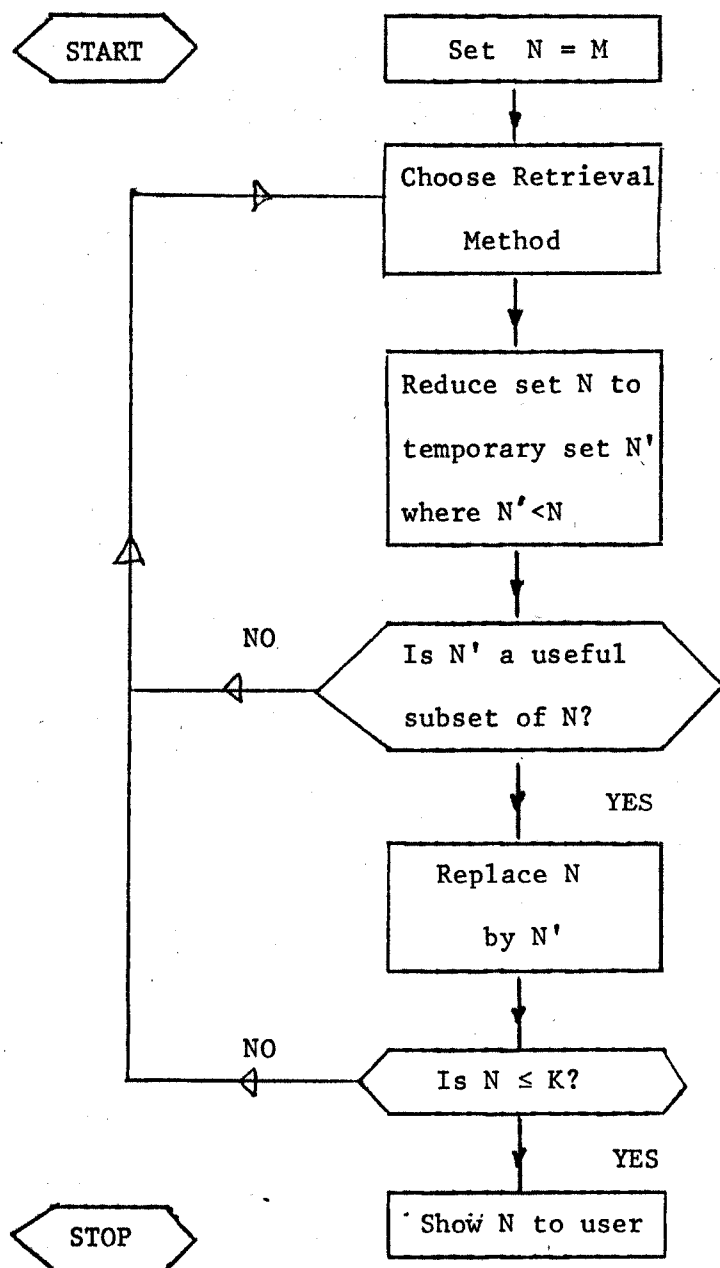 START
Set N = M
Choose Retrieval
Method
Reduce set N to
temporary set N'
where N'<N
NO
Is N' a useful
subset of N?
YES
Replace N
by N'
NO
Is N ≤ K?
YES
Show N to user
STOP